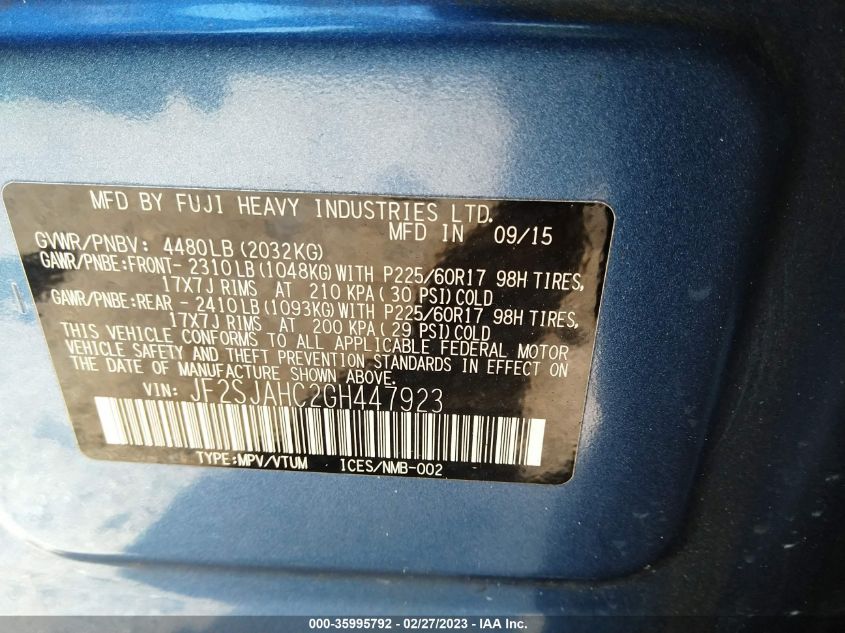 MFD BY FUJI HEAVY INDUSTRIES LTD.
MFD IN 09/15
GVWR/PNBV: 4480LB (2032KG)
GAWR/PNBE:FRONT- 2310LB (1048KG) WITH P225/60R17 98H TIRES,
17X7J RIMS AT 210 KPA( 30 PSI) COLD
GAWR/PNBE:REAR - 2410LB (1093KG) WITH P225/60R17 98H TIRES,
17X7J RIMS AT 200 KPA( 29 PSI) COLD
THIS VEHICLE CONFORMS TO ALL APPLICABLE FEDERAL MOTOR
VEHICLE SAFETY AND THEFT PREVENTION STANDARDS IN EFFECT ON
THE DATE OF MANUFACTURE SHOWN ABOVE.
VIN: JF2SJAHC2GH447923
TYPE:MPV/VTUM ICES/NMB-002
000-35995792 - 02/27/2023 - IAA Inc.